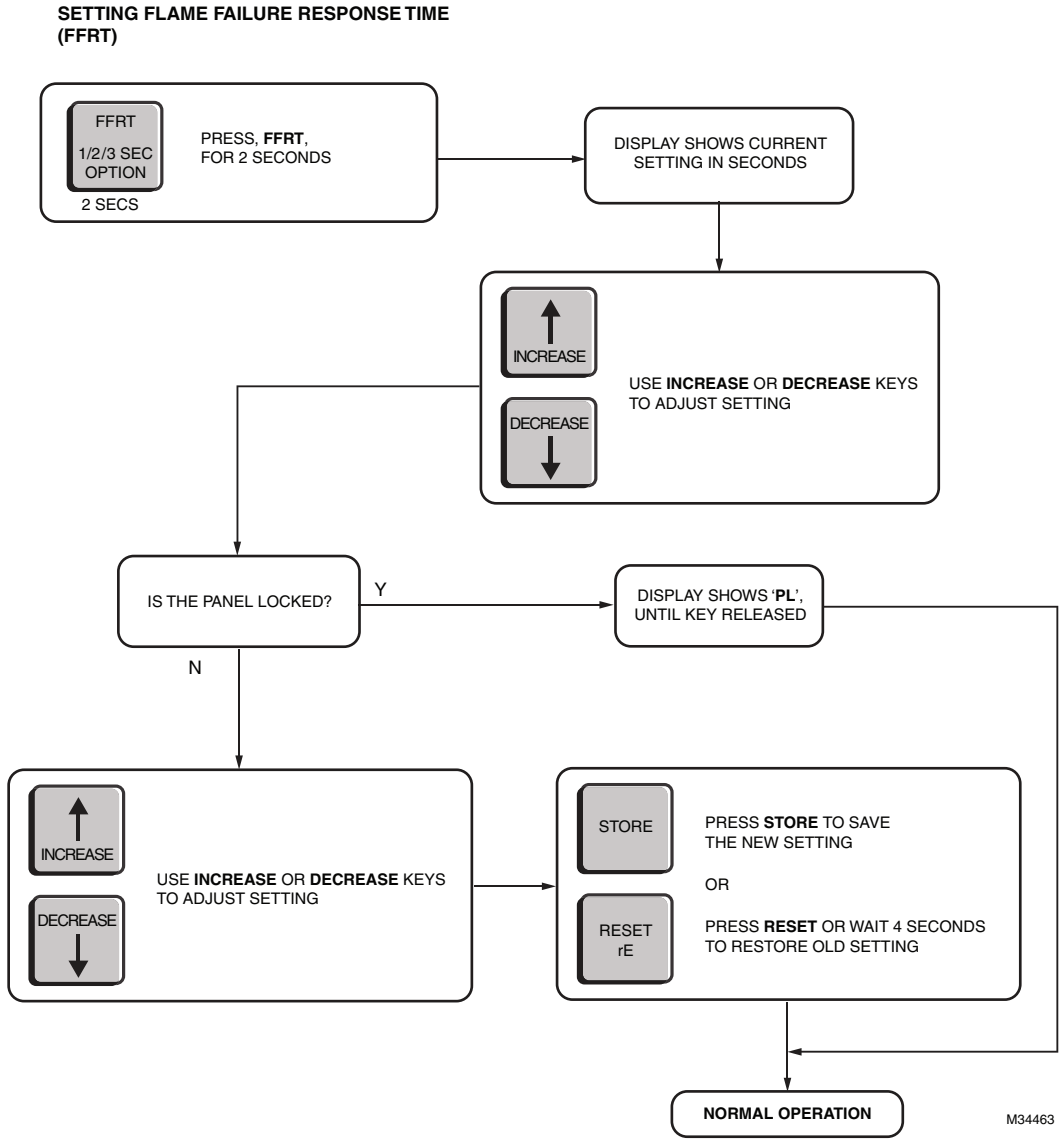 SETTING FLAME FAILURE RESPONSE TIME
(FFRT)
FFRT
1/2/3 SEC
OPTION
2 SECS
PRESS, FFRT,
FOR 2 SECONDS
DISPLAY SHOWS CURRENT
SETTING IN SECONDS
INCREASE
DECREASE
USE INCREASE OR DECREASE KEYS
TO ADJUST SETTING
IS THE PANEL LOCKED?
Y
N
DISPLAY SHOWS ‘PL’,
UNTIL KEY RELEASED
INCREASE
DECREASE
USE INCREASE OR DECREASE KEYS
TO ADJUST SETTING
STORE
PRESS STORE TO SAVE
THE NEW SETTING
OR
RESET
rE
PRESS RESET OR WAIT 4 SECONDS
TO RESTORE OLD SETTING
NORMAL OPERATION
M34463